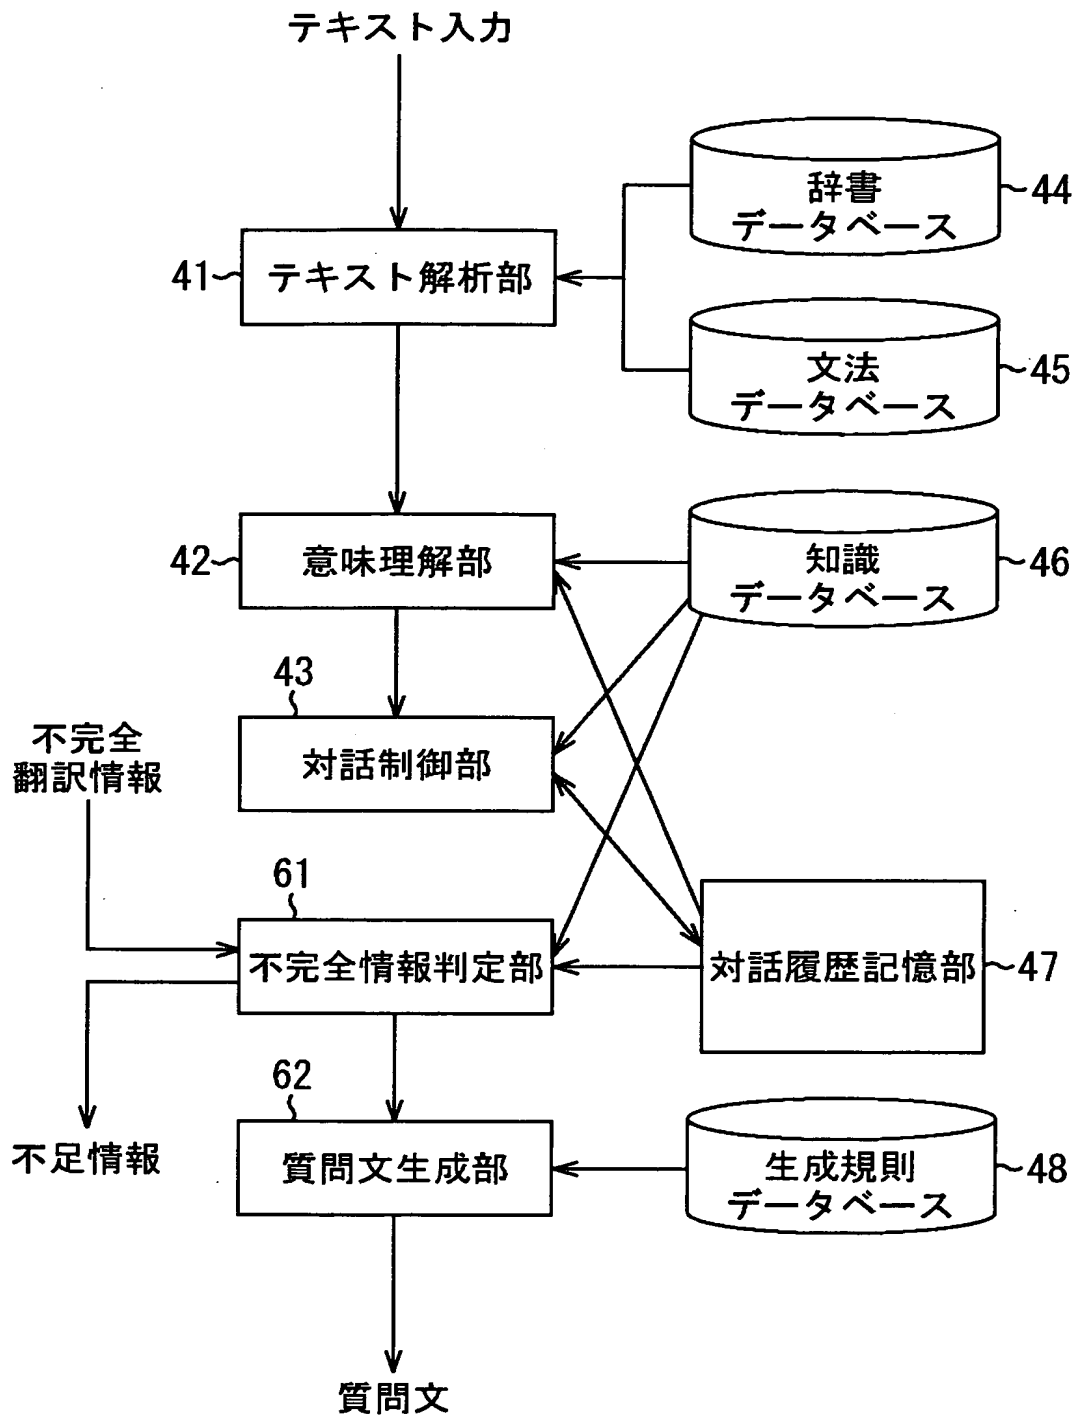 テキスト入力
辞書
データベース
44
41
テキスト解析部
文法
データベース
45
42
意味理解部
知識
データベース
46
43
対話制御部
不完全
翻訳情報
61
不完全情報判定部
対話履歴記憶部
47
62
不足情報
質問文生成部
生成規則
データベース
48
質問文